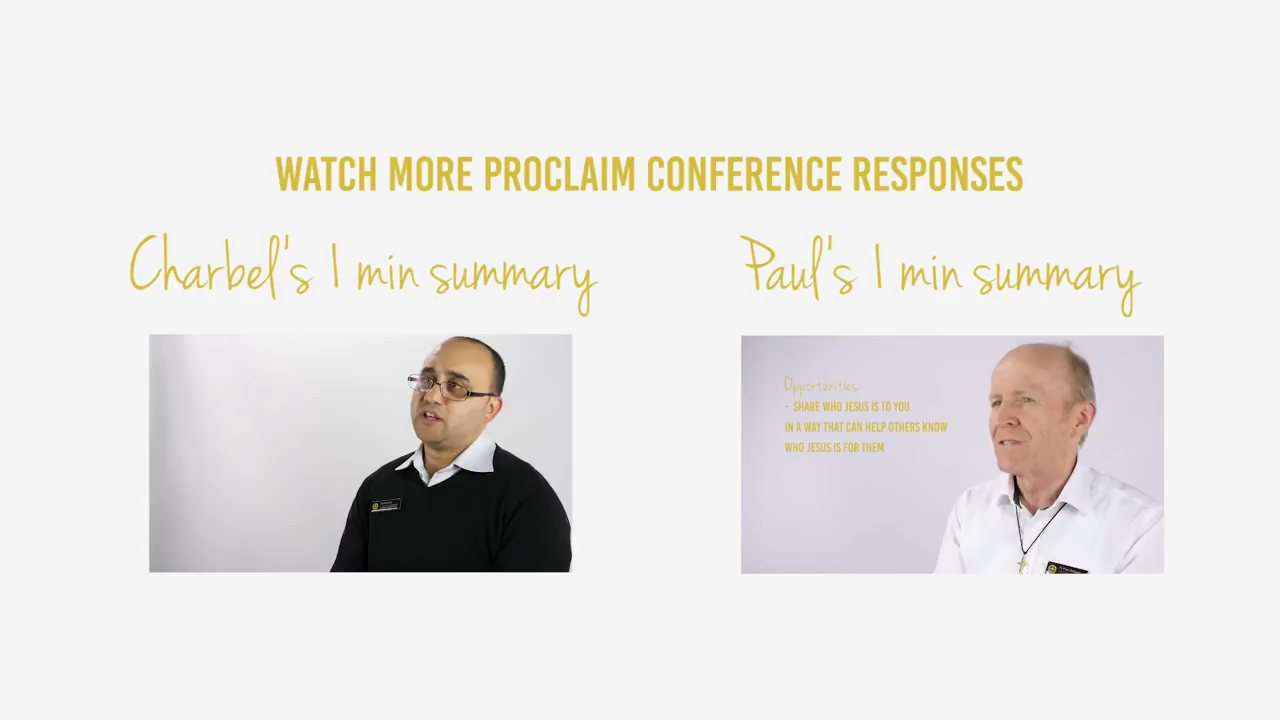 WATCH MORE PROCLAIM CONFERENCE RESPONSES
Charbel's 1 min summary
Paul's 1 min summary
Opportunities:
- SHARE WHO JESUS IS TO YOU
IN A WAY THAT CAN HELP OTHERS KNOW
WHO JESUS IS FOR THEM